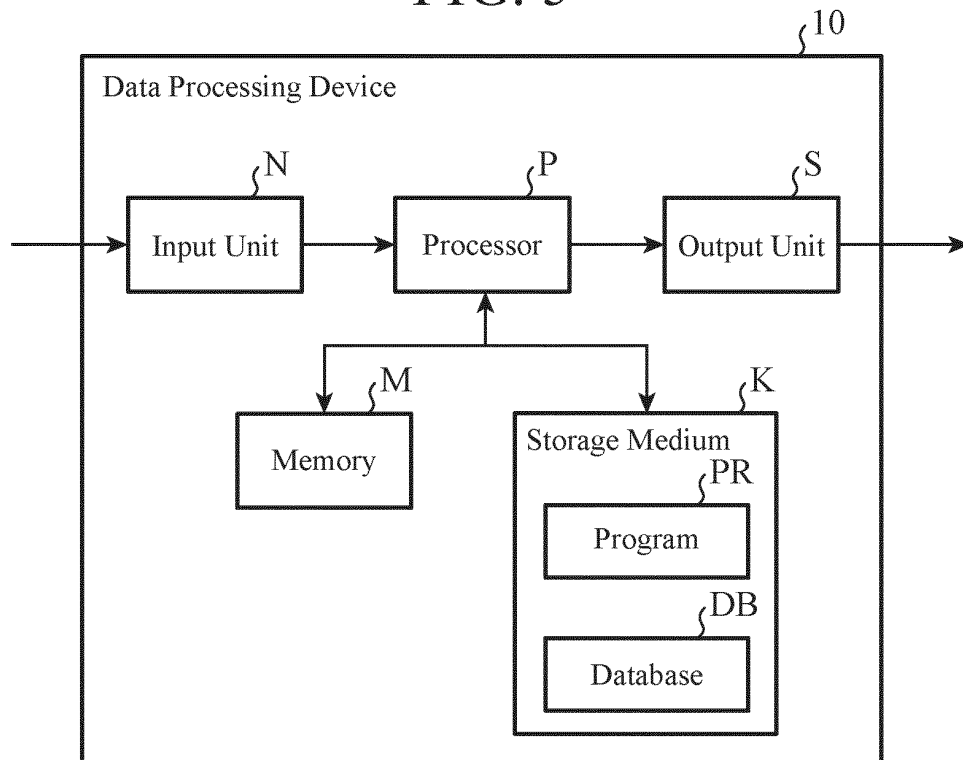 10
Data Processing Device
N
P
S
Input Unit
Processor
Output Unit
M
K
Memory
Storage Medium
PR
Program
DB
Database